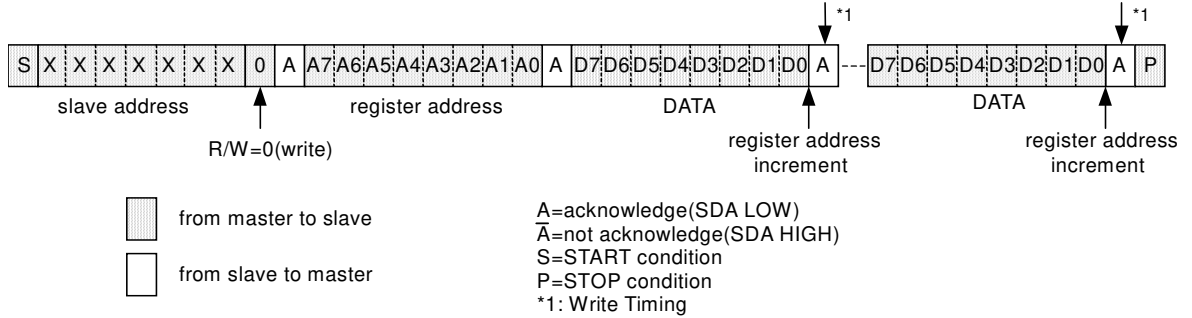 *1 *1
S X X X X X X X 0 A A7 A6 A5 A4 A3 A2 A1 A0 A D7 D6 D5 D4 D3 D2 D1 D0 A D7 D6 D5 D4 D3 D2 D1 D0 A P
slave address register address DATA DATA
R/W=0(write)
register address
increment
register address
increment
from master to slave
from slave to master
A=acknowledge(SDA LOW)
A̅=not acknowledge(SDA HIGH)
S=START condition
P=STOP condition
*1: Write Timing